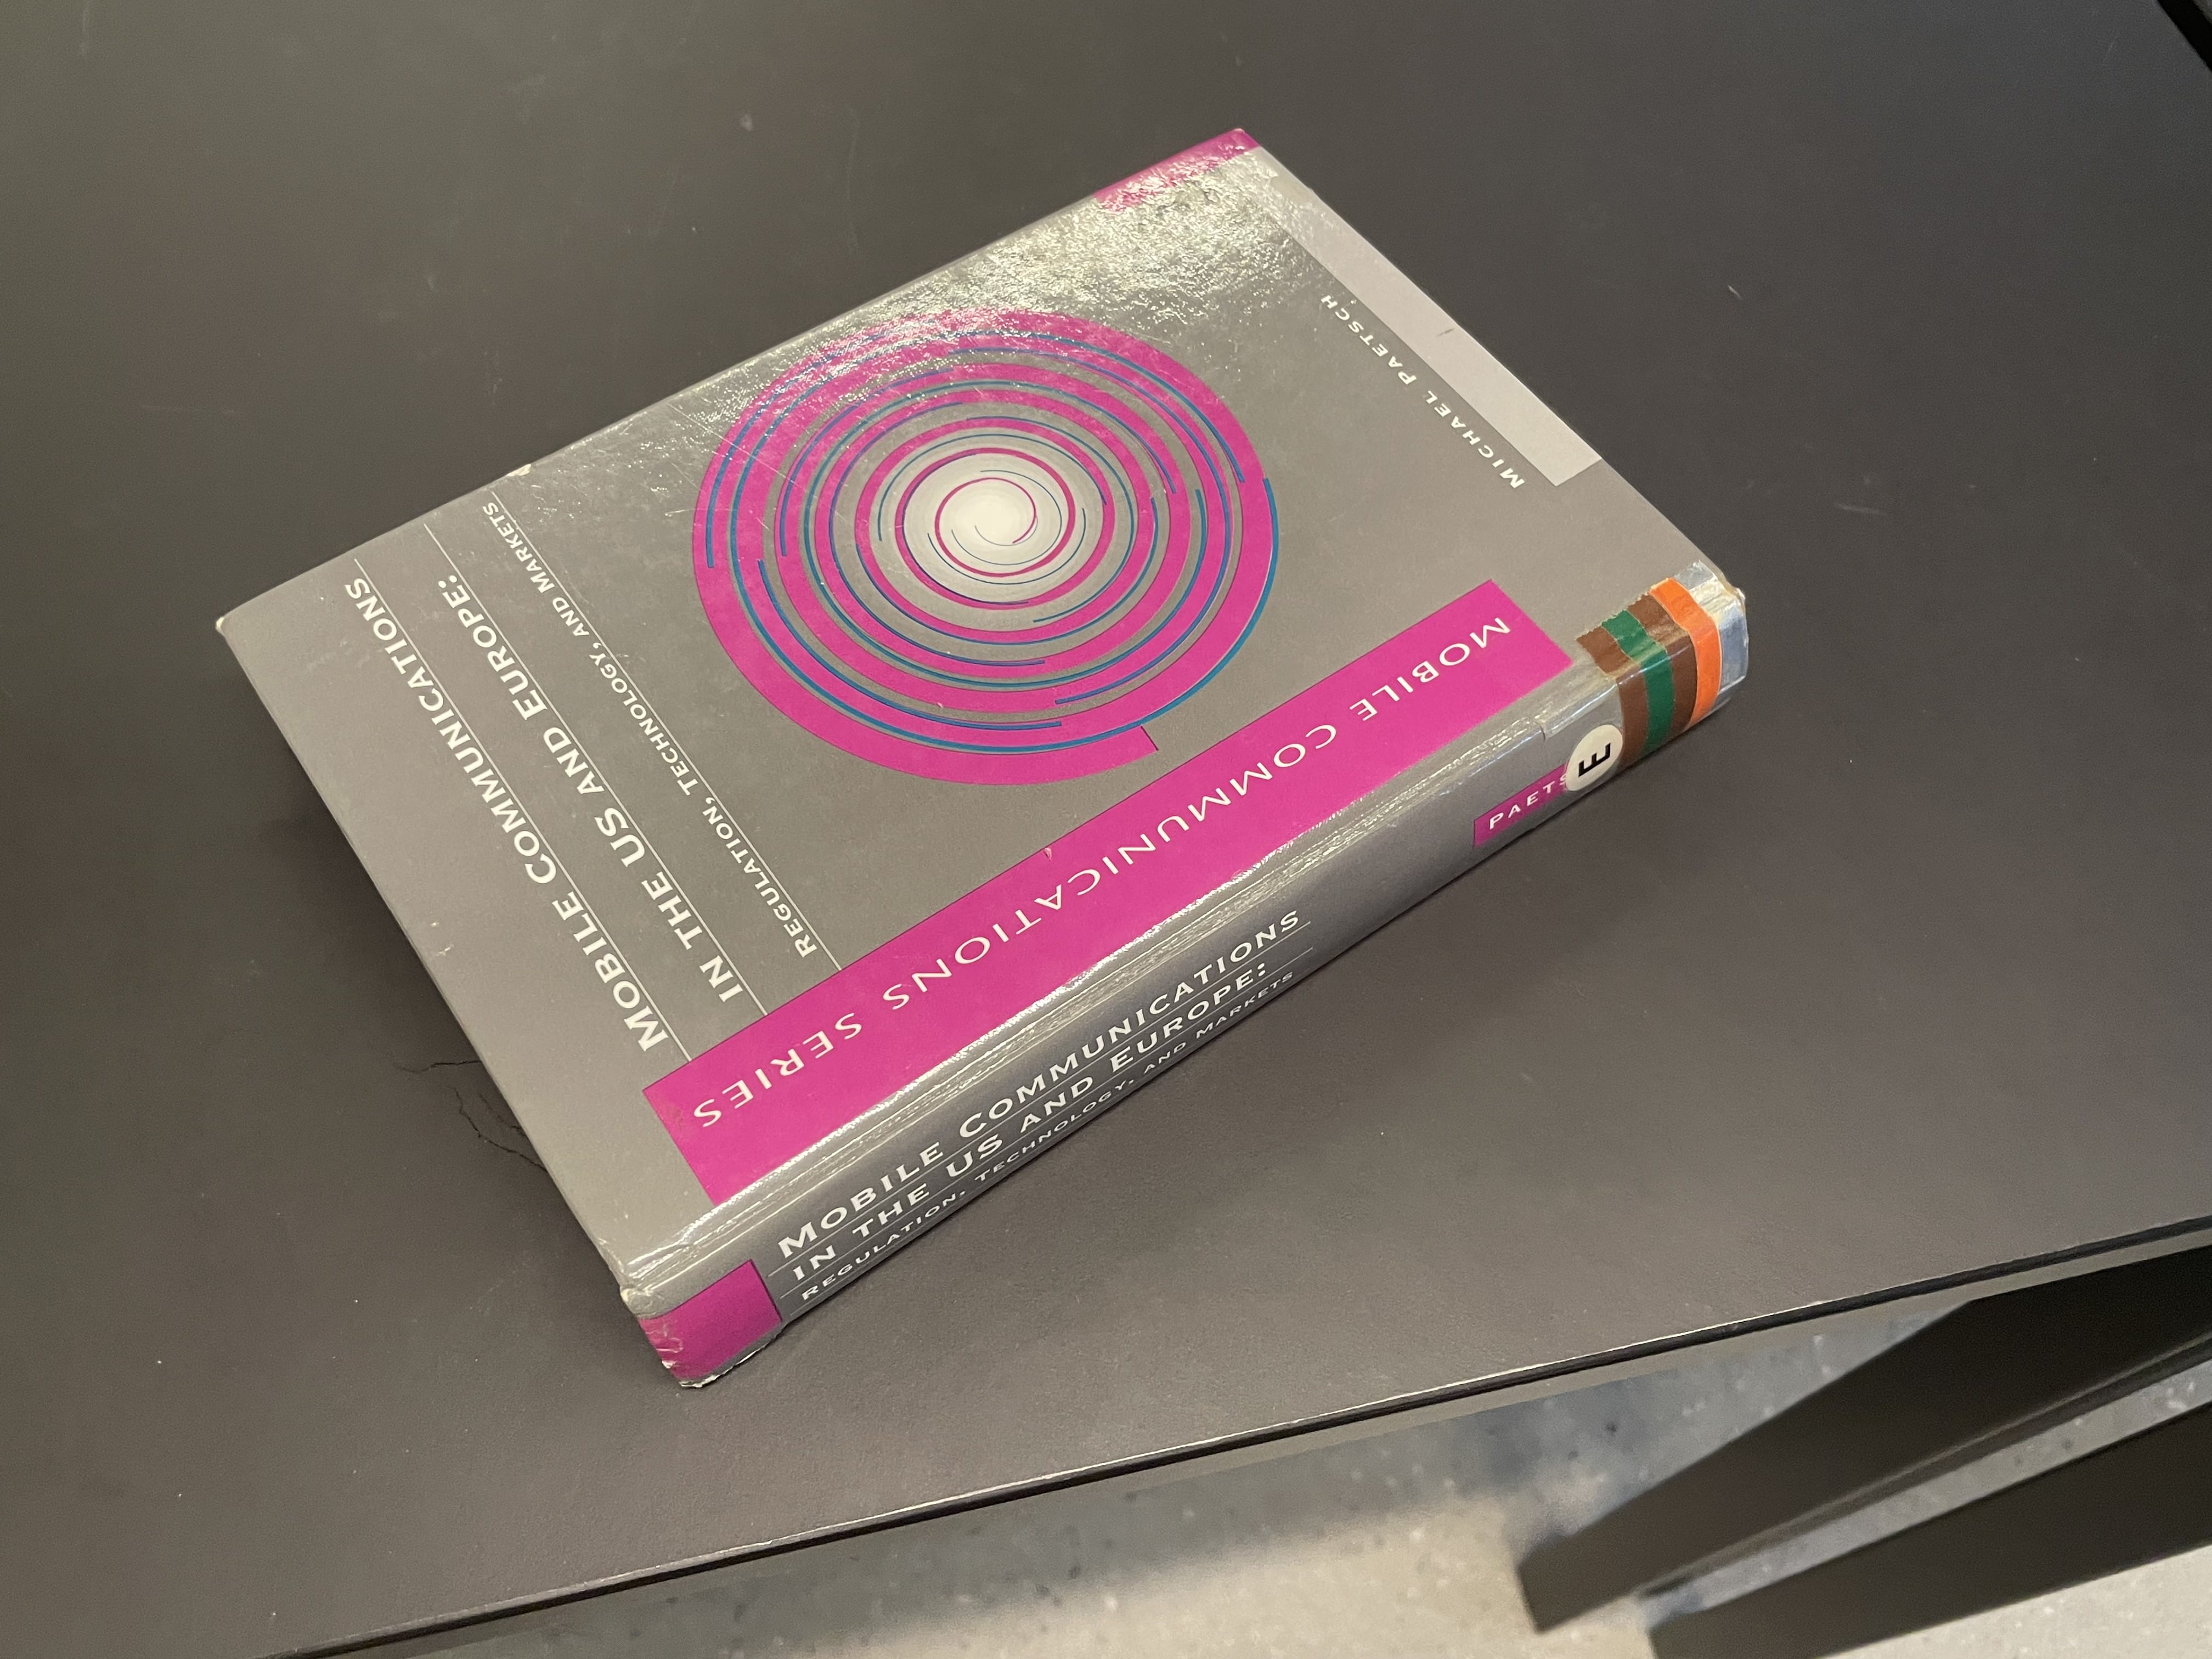 MOBILE COMMUNICATIONS
IN THE US AND EUROPE:
REGULATION, TECHNOLOGY, AND MARKETS
MICHAEL PAETSCH
MOBILE COMMUNICATIONS SERIES
MOBILE COMMUNICATIONS
IN THE US AND EUROPE:
REGULATION, TECHNOLOGY, AND MARKETS
PAETS
E